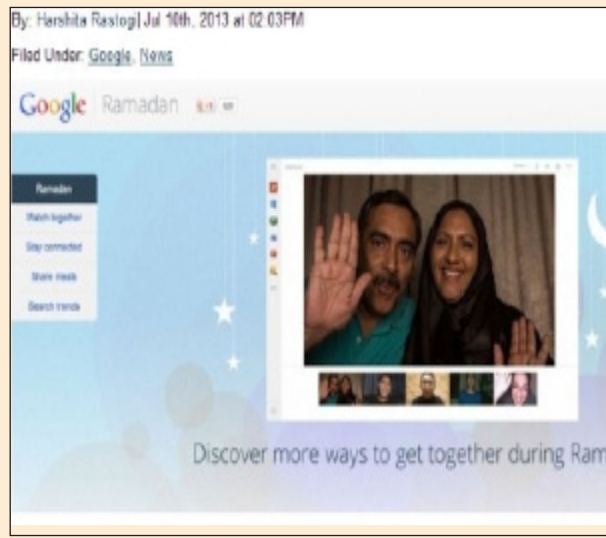 By: Harshita Rastogi| Jul 10th, 2013 at 02:03PM
Filed Under: Google, News
Google Ramadan
Ramadan
Watch together
Stay connected
Share meals
Search trends
Discover more ways to get together during Ram